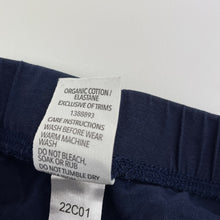 ORGANIC COTTON /
ELASTANE
EXCLUSIVE OF TRIMS
1388893
CARE INSTRUCTIONS
WASH BEFORE WEAR
WARM MACHINE
WASH
DO NOT BLEACH,
SOAK OR RUB
DO NOT TUMBLE DRY
22C01